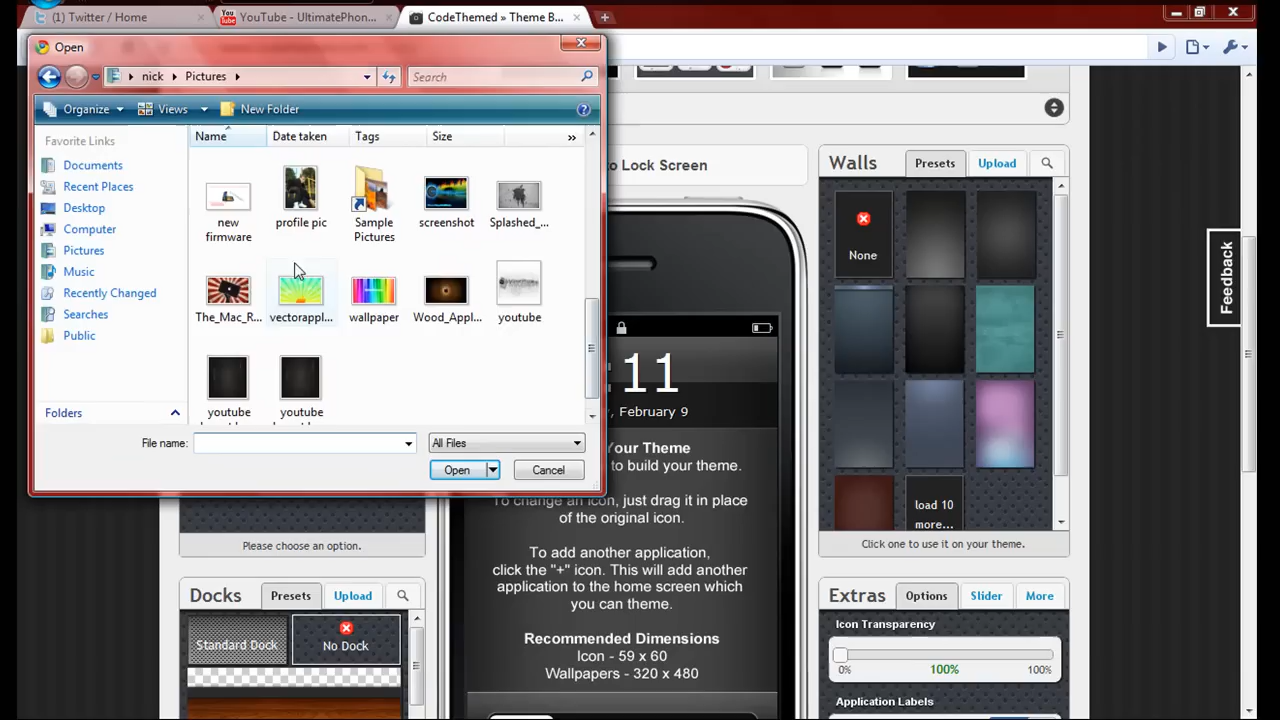 (1) Twitter / Home
YouTube - UltimatePhon...
CodeThemed » Theme B...
Open
nick
Pictures
Search
Organize
Views
New Folder
Favorite Links
Documents
Recent Places
Desktop
Computer
Pictures
Music
Recently Changed
Searches
Public
Folders
Name
Date taken
Tags
Size
»
new
firmware
profile pic
Sample
Pictures
screenshot
Splashed_...
The_Mac_R...
vectorappl...
wallpaper
Wood_Appl...
youtube
youtube
youtube
File name:
All Files
Open
Cancel
to Lock Screen
11
, February 9
Your Theme
to build your theme.
To change an icon, just drag it in place
of the original icon.
To add another application,
click the "+" icon. This will add another
application to the home screen which
you can theme.
Recommended Dimensions
Icon - 59 x 60
Wallpapers - 320 x 480
Walls
Presets
Upload
None
load 10
more...
Click one to use it on your theme.
Feedback
Please choose an option.
Docks
Presets
Upload
Standard Dock
No Dock
Extras
Options
Slider
More
Icon Transparency
0%
100%
100%
Application Labels